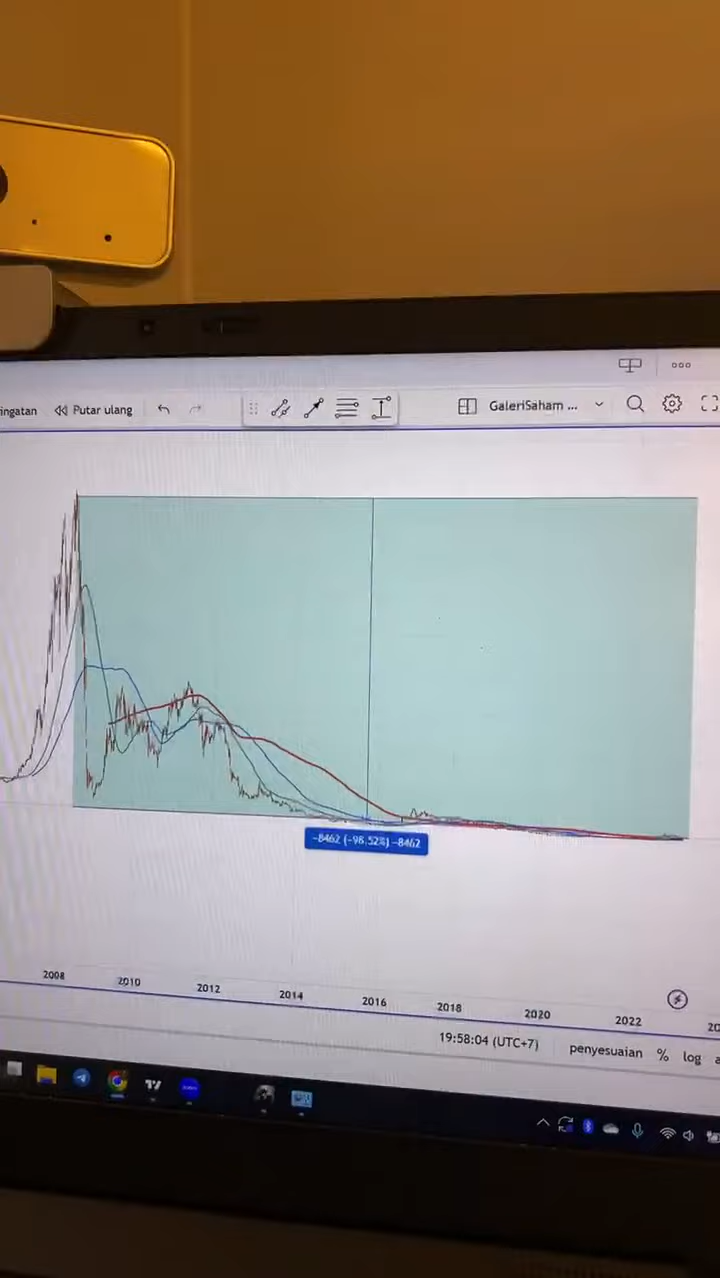 ingatan
Putar ulang
GaleriSaham ...
-8462 (-98.52%) -8462
2008
2010
2012
2014
2016
2018
2020
2022
20
19:58:04 (UTC+7)
penyesuaian
%
log
a